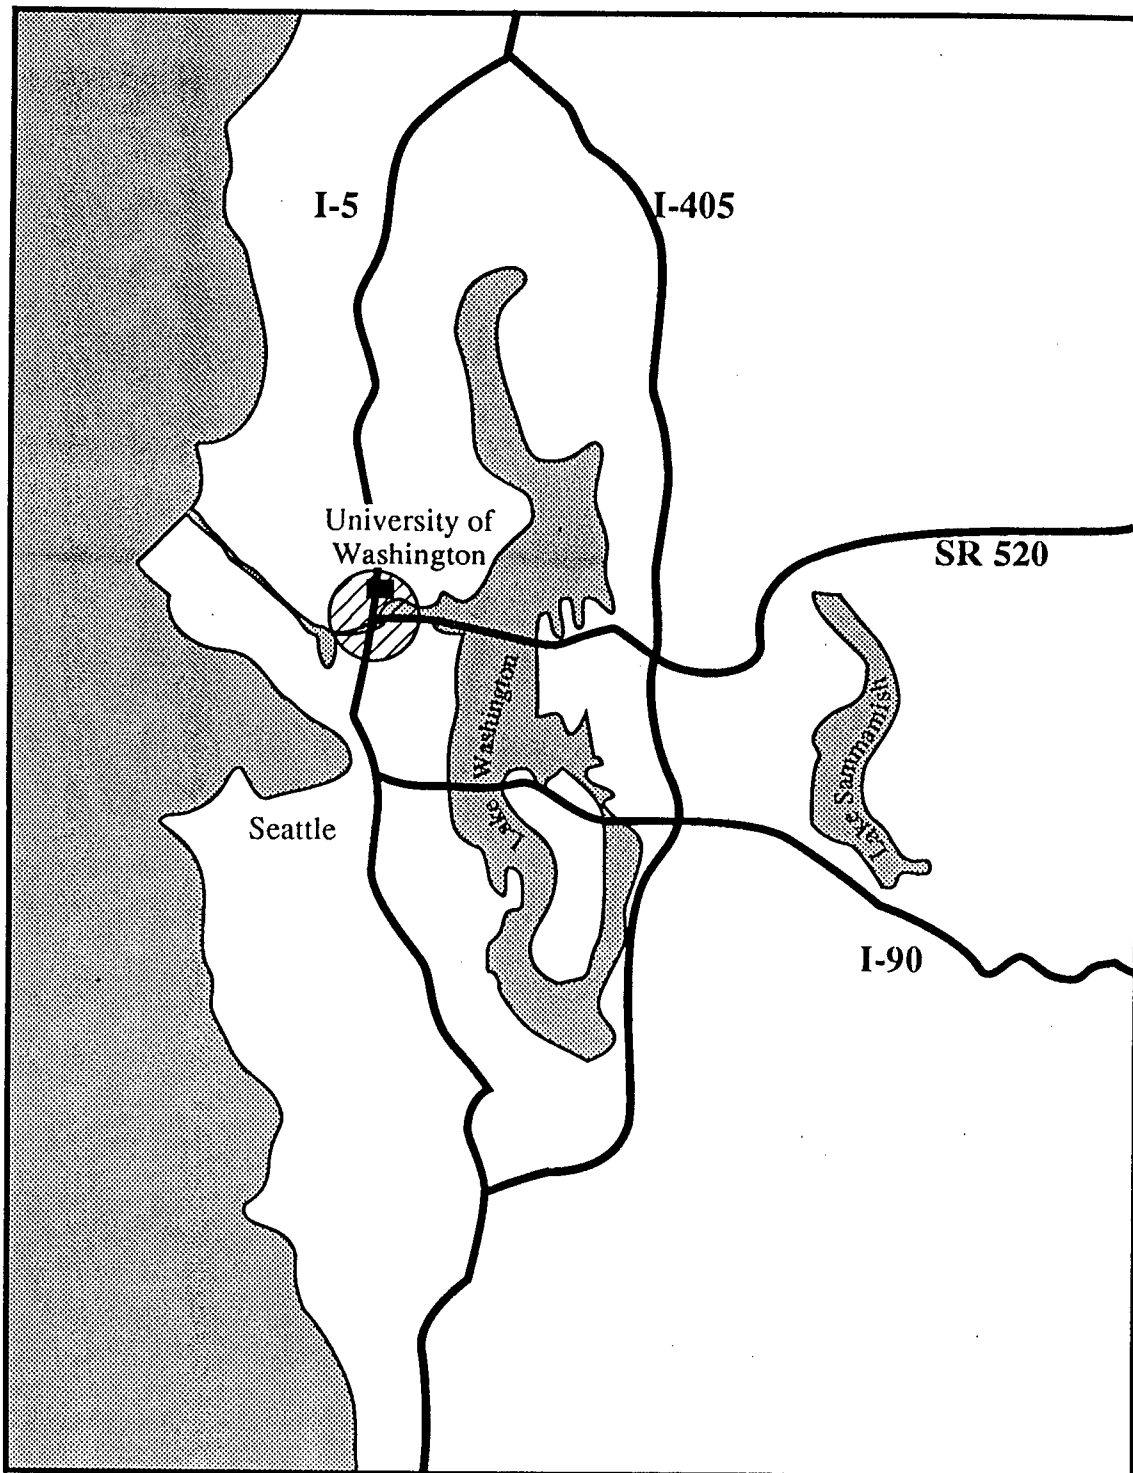 I-5
I-405
University of
Washington
SR 520
Lake Washington
Lake Sammamish
Seattle
I-90